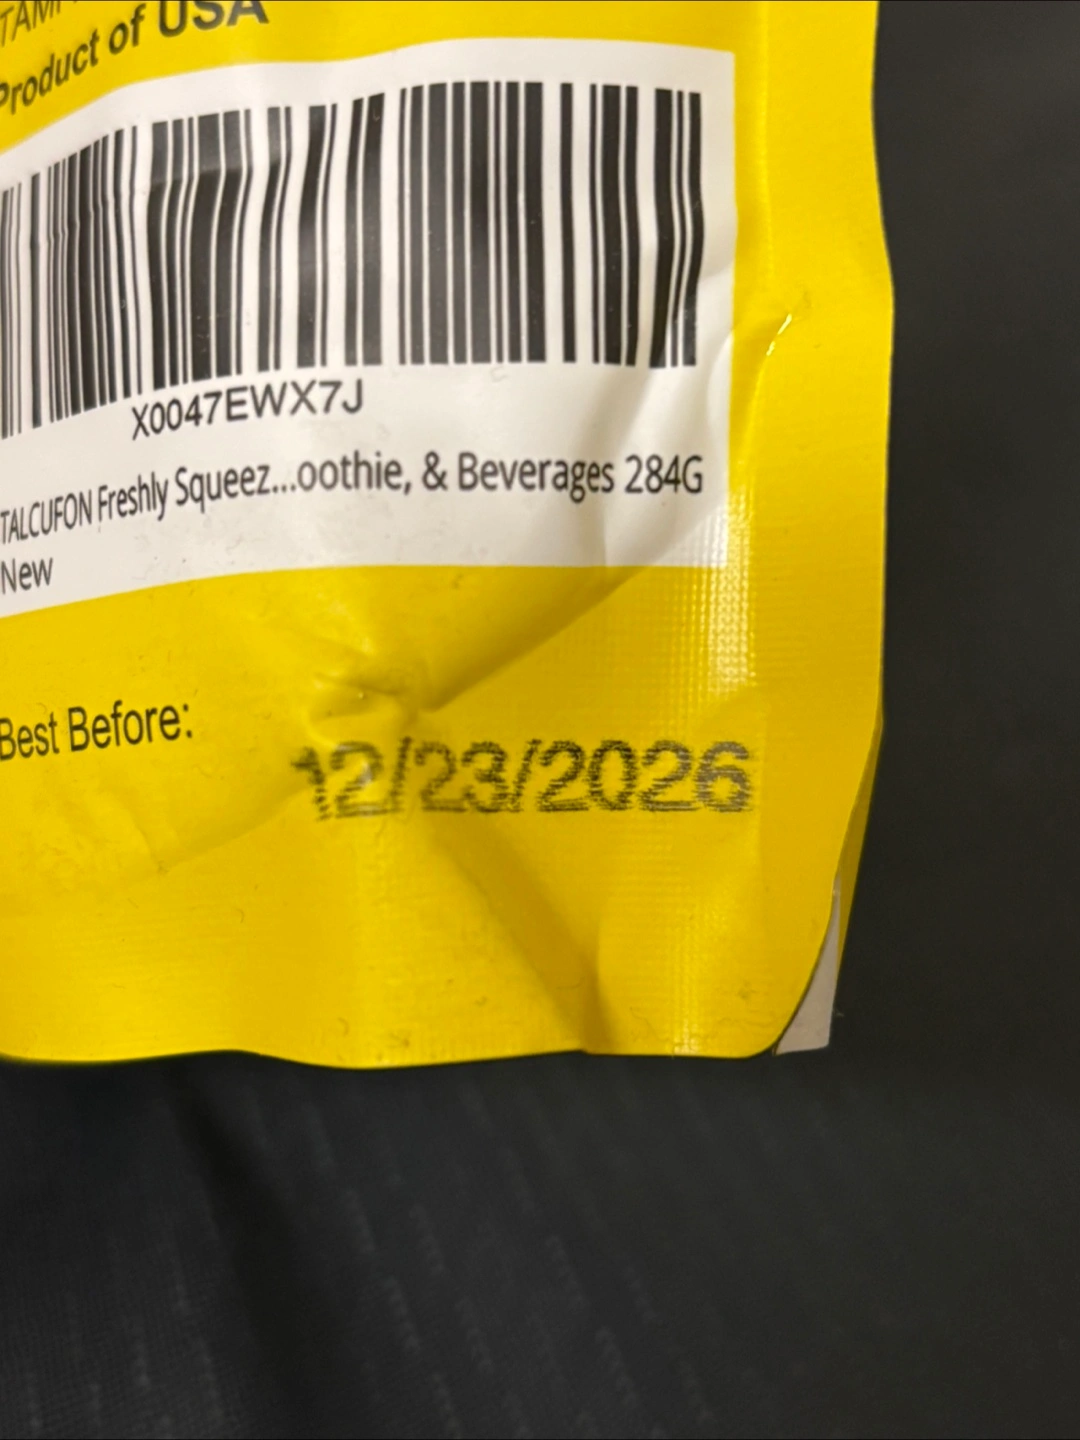 Product of USA
X0047EWX7J
TALCUFON Freshly Squeez...oothie, & Beverages 284G
New
Best Before:
12/23/2026